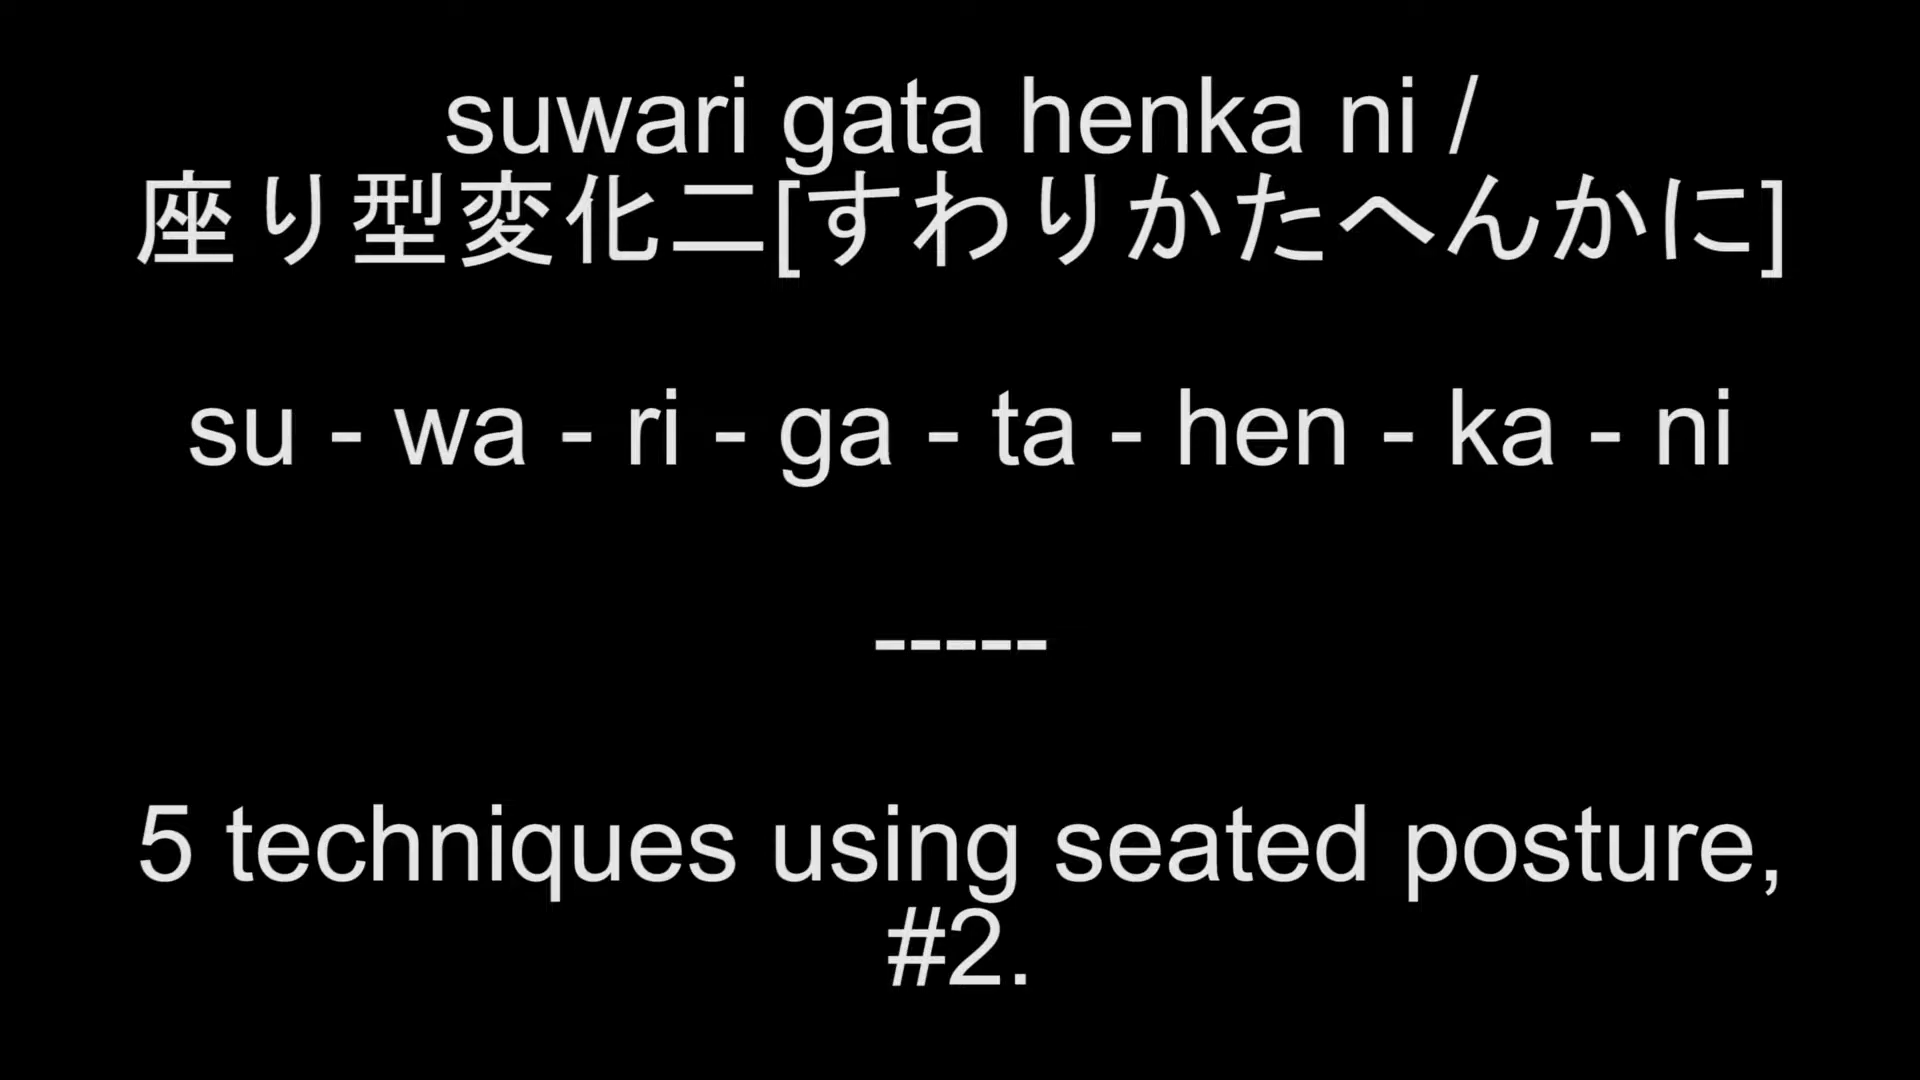 suwari gata henka ni /
座り型変化二[すわりかたへんかに]
su - wa - ri - ga - ta - hen - ka - ni
-----
5 techniques using seated posture,
#2.